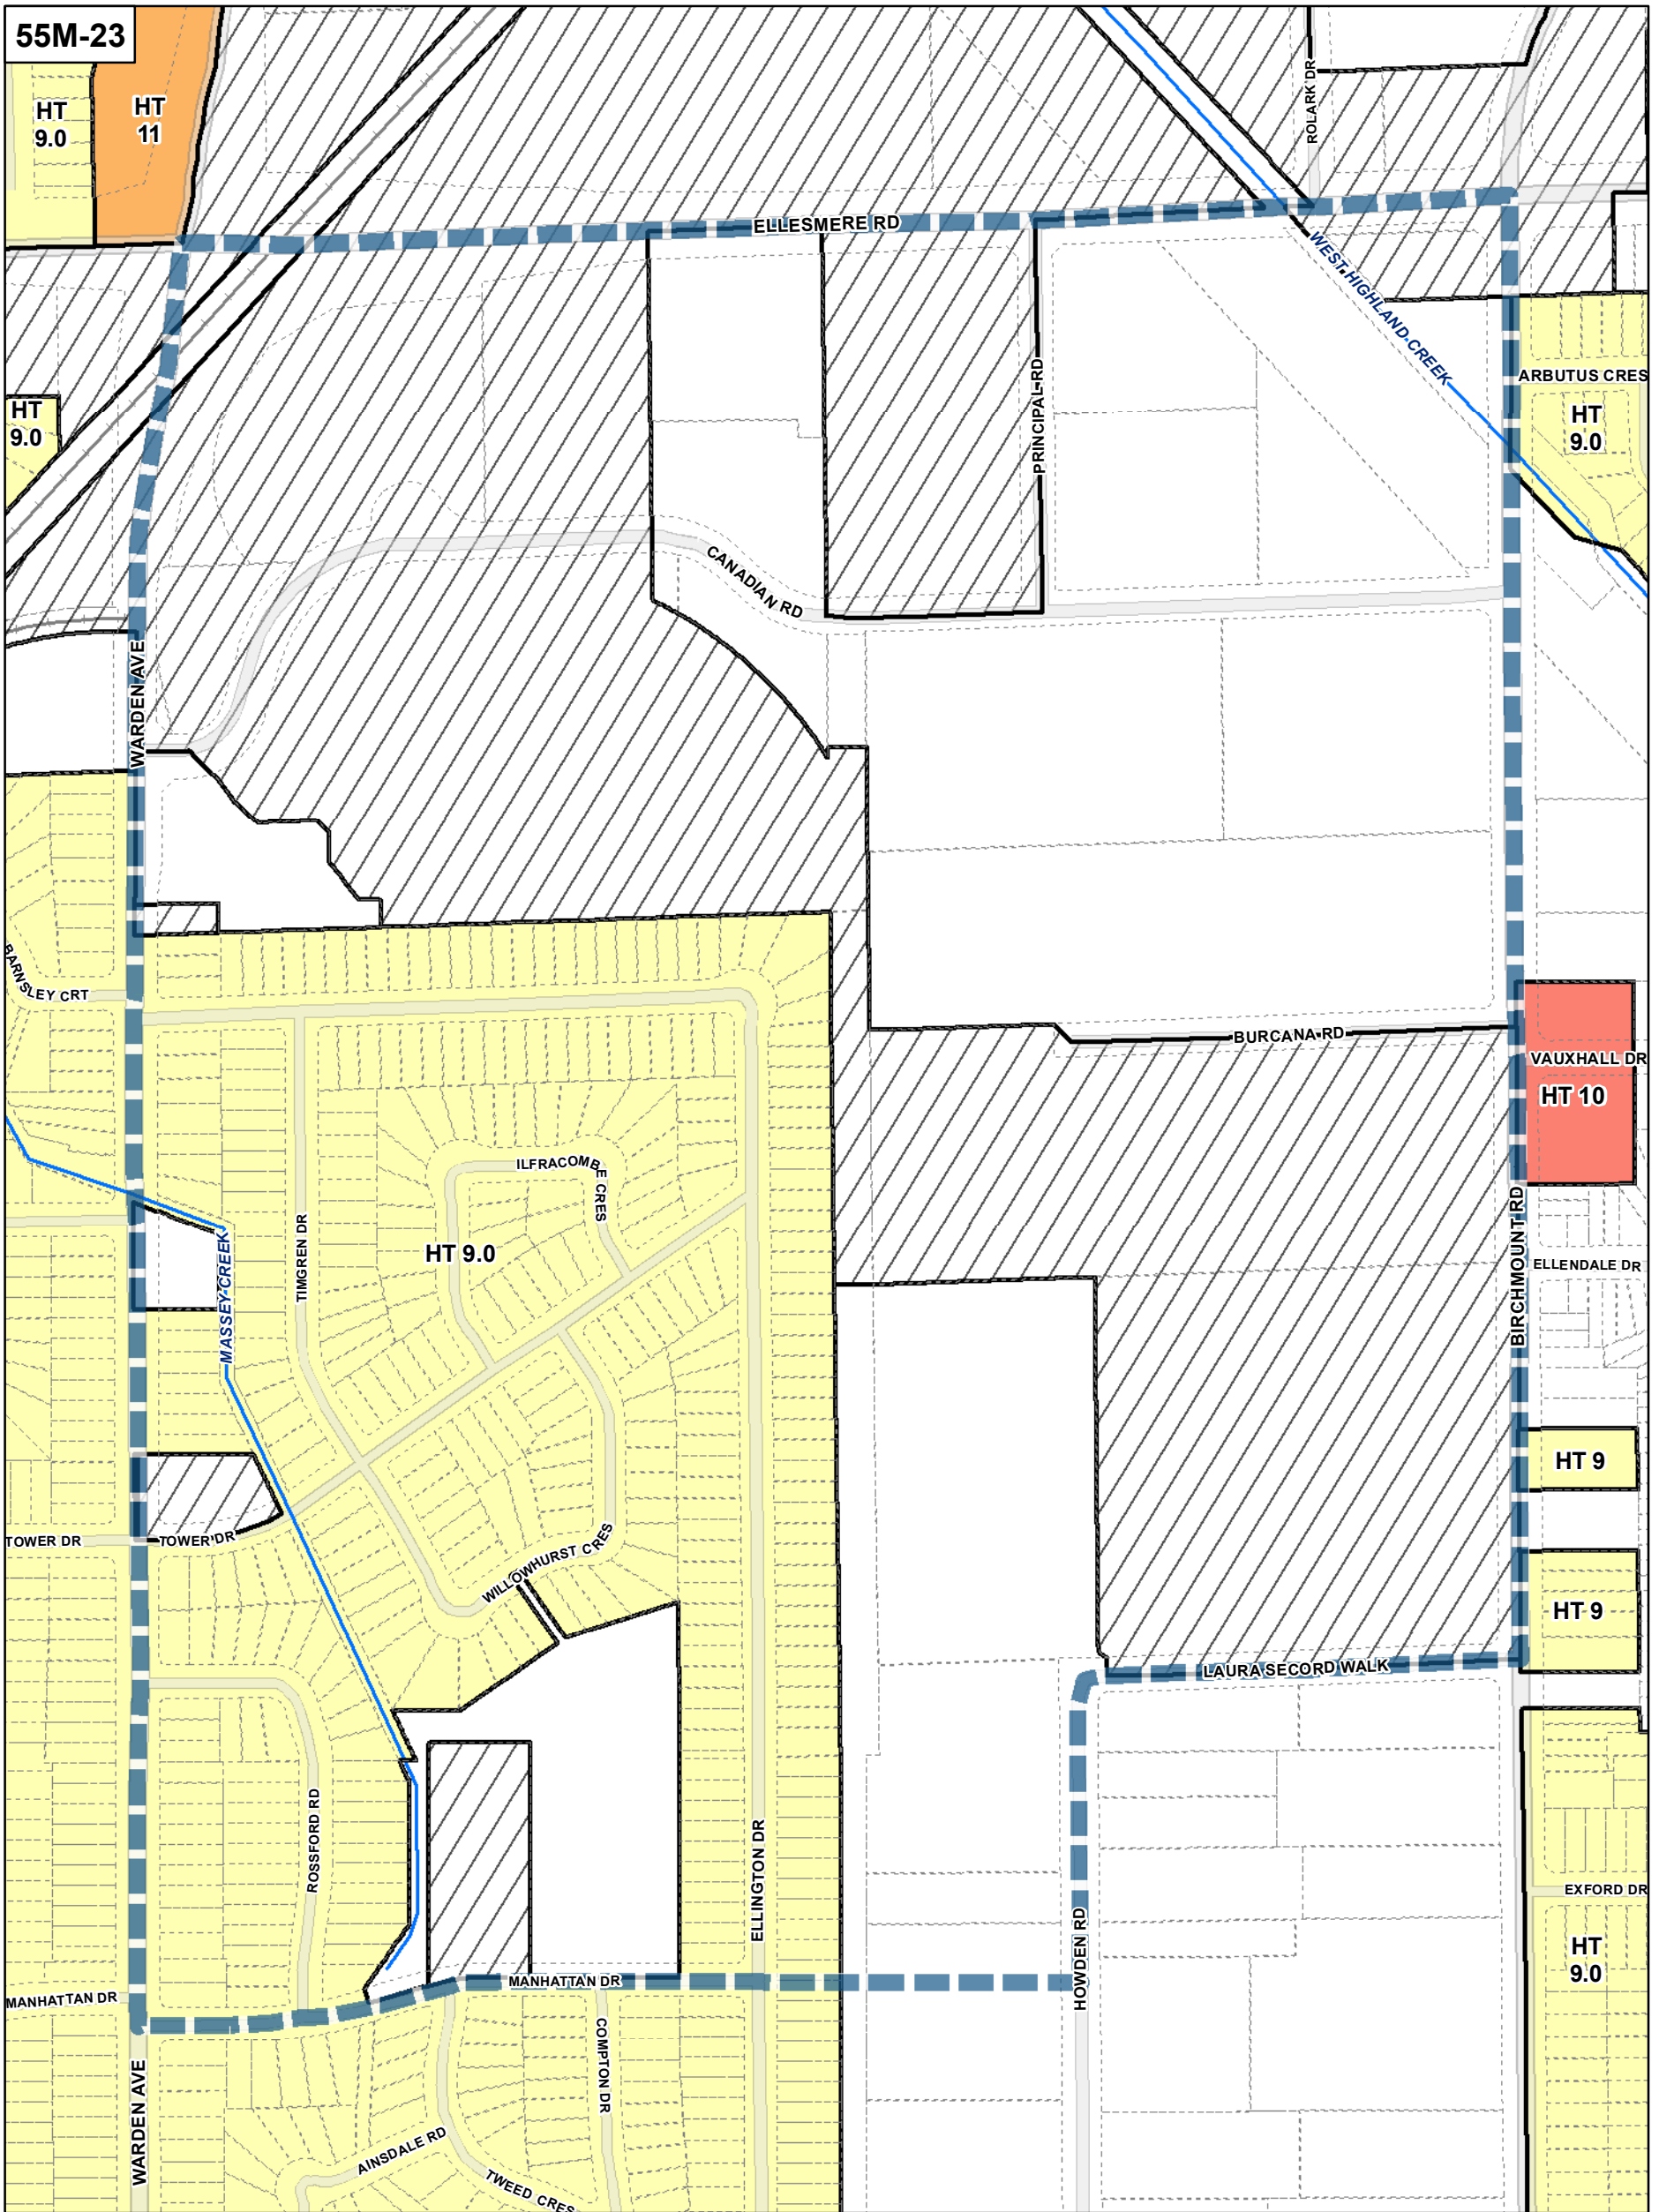 55M-23
HT
9.0
HT
11
ROLARK DR
ELLESMERE RD
WEST HIGHLAND CREEK
ARBUTUS CRES
HT
9.0
HT
9.0
PRINCIPAL RD
CANADIAN RD
WARDEN AVE
BARNSLEY CRT
BURCANA RD
VAUXHALL DR
HT 10
ILFRACOMBE CRES
TIMGREN DR
HT 9.0
MASSEY CREEK
BIRCHMOUNT RD
ELLENDALE DR
HT 9
TOWER DR
TOWER DR
WILLOWHURST CRES
HT 9
LAURA SECOND WALK
ROSSFORD RD
ELLINGTON DR
EXFORD DR
HOWDEN RD
HT
9.0
MANHATTAN DR
MANHATTAN DR
COMPTON DR
WARDEN AVE
AINSDALE RD
TWEED CRES